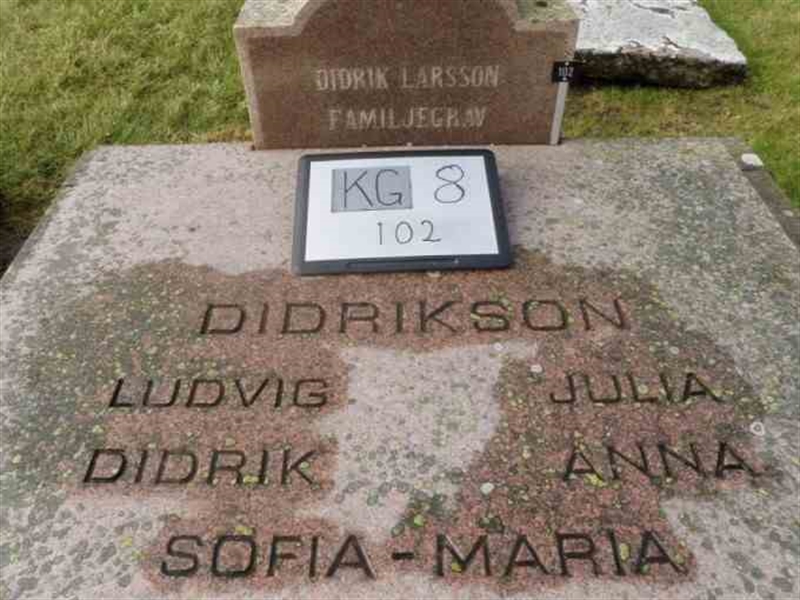 DIDRIK LARSSON
FAMILJEGRAV
102
KG 8
102
DIDRIKSON
LUDVIG JULIA
DIDRIK ANNA
SOFIA-MARIA